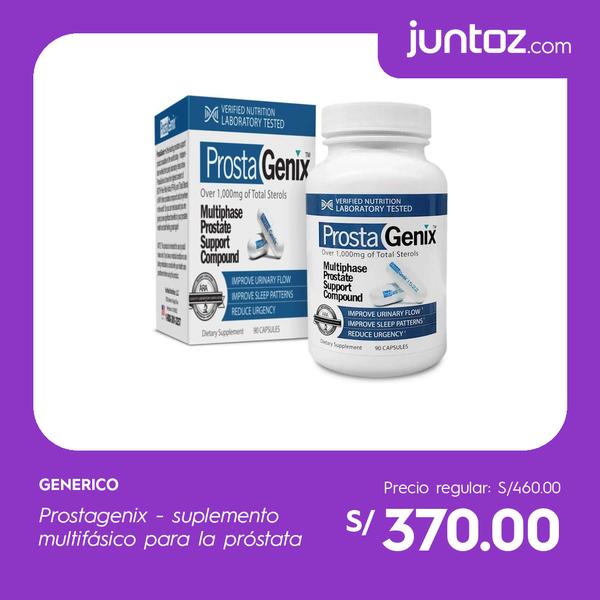 juntoz.com
VERIFIED NUTRITION
LABORATORY TESTED
ProstaGenix™
Over 1,000mg of Total Sterols
Multiphase
Prostate
Support
Compound
IMPROVE URINARY FLOW
IMPROVE SLEEP PATTERNS
REDUCE URGENCY
Dietary Supplement 90 CAPSULES
VERIFIED NUTRITION
LABORATORY TESTED
ProstaGenix
Over 1,000mg of Total Sterols
Multiphase
Prostate
Support
Compound
IMPROVE URINARY FLOW
IMPROVE SLEEP PATTERNS
REDUCE URGENCY
Dietary Supplement 90 CAPSULES
GENERICO
Prostagenix - suplemento
multifásico para la próstata
Precio regular: S/460.00
S/ 370.00